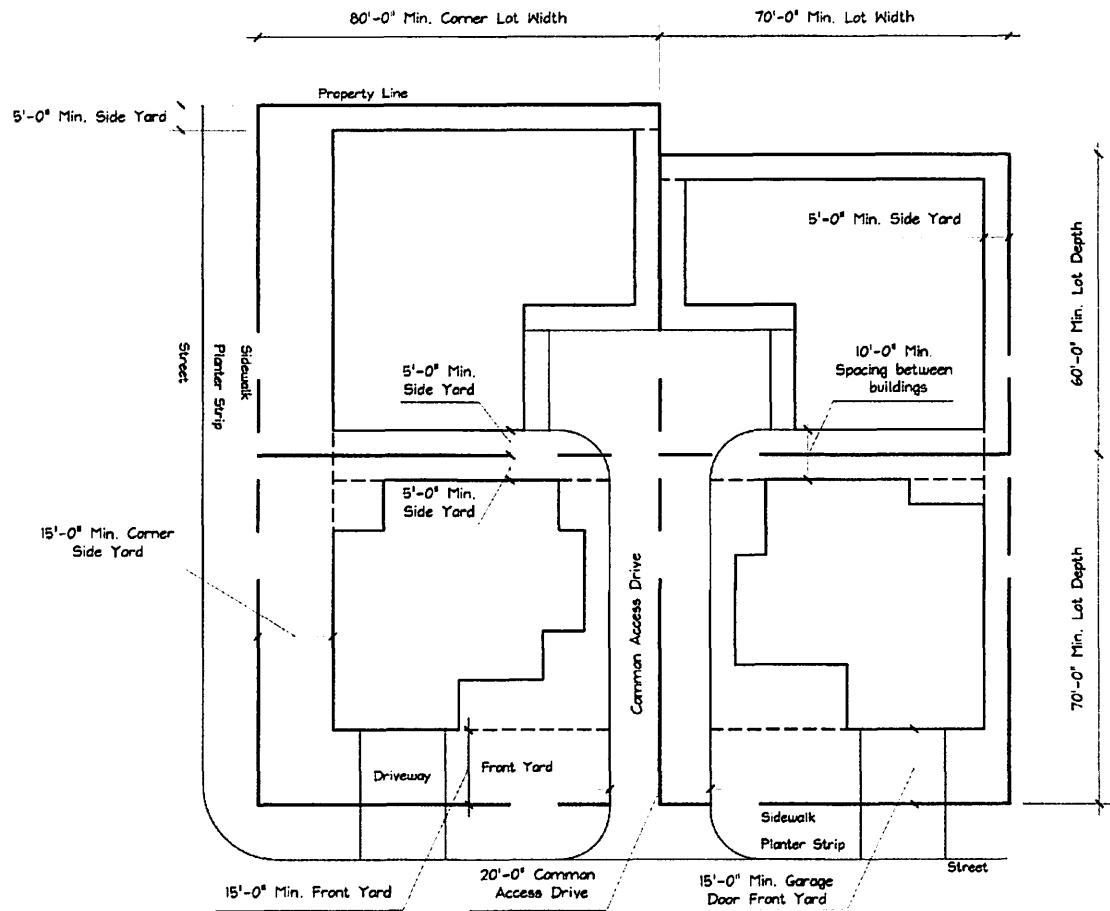 80'-0" Min. Corner Lot Width
70'-0" Min. Lot Width
Property Line
5'-0" Min. Side Yard
5'-0" Min. Side Yard
60'-0" Min. Lot Depth
Street
Planter Strip
Sidewalk
5'-0" Min.
Side Yard
10'-0" Min.
Spacing between
buildings
5'-0" Min.
Side Yard
15'-0" Min. Corner
Side Yard
Common Access Drive
70'-0" Min. Lot Depth
Driveway
Front Yard
Sidewalk
Planter Strip
Street
15'-0" Min. Front Yard
20'-0" Common
Access Drive
15'-0" Min. Garage
Door Front Yard